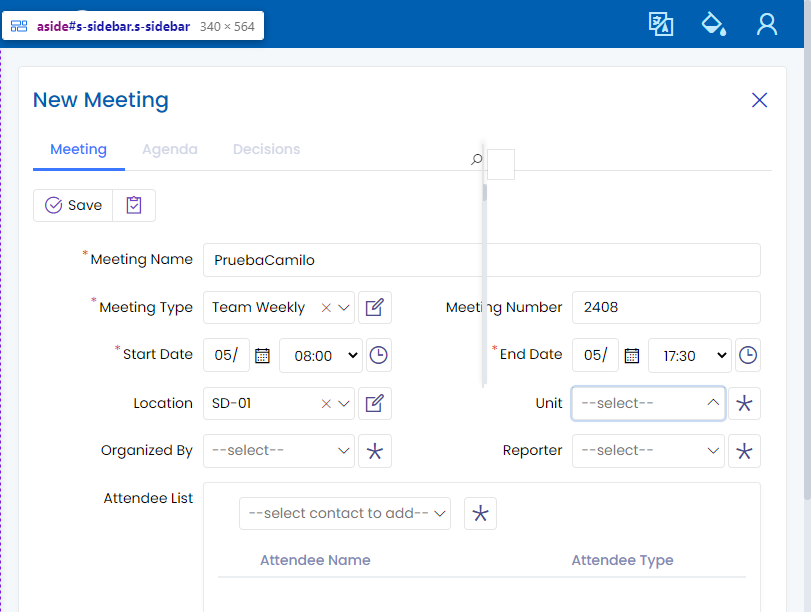 aside#s-sidebar.s-sidebar 340 × 564
New Meeting
Meeting Agenda Decisions
Save
*Meeting Name PruebaCamilo
*Meeting Type Team Weekly Meeting Number 2408
*Start Date 05/ 08:00 *End Date 05/ 17:30
Location SD-01 Unit --select--
Organized By --select-- Reporter --select--
Attendee List
--select contact to add--
Attendee Name Attendee Type